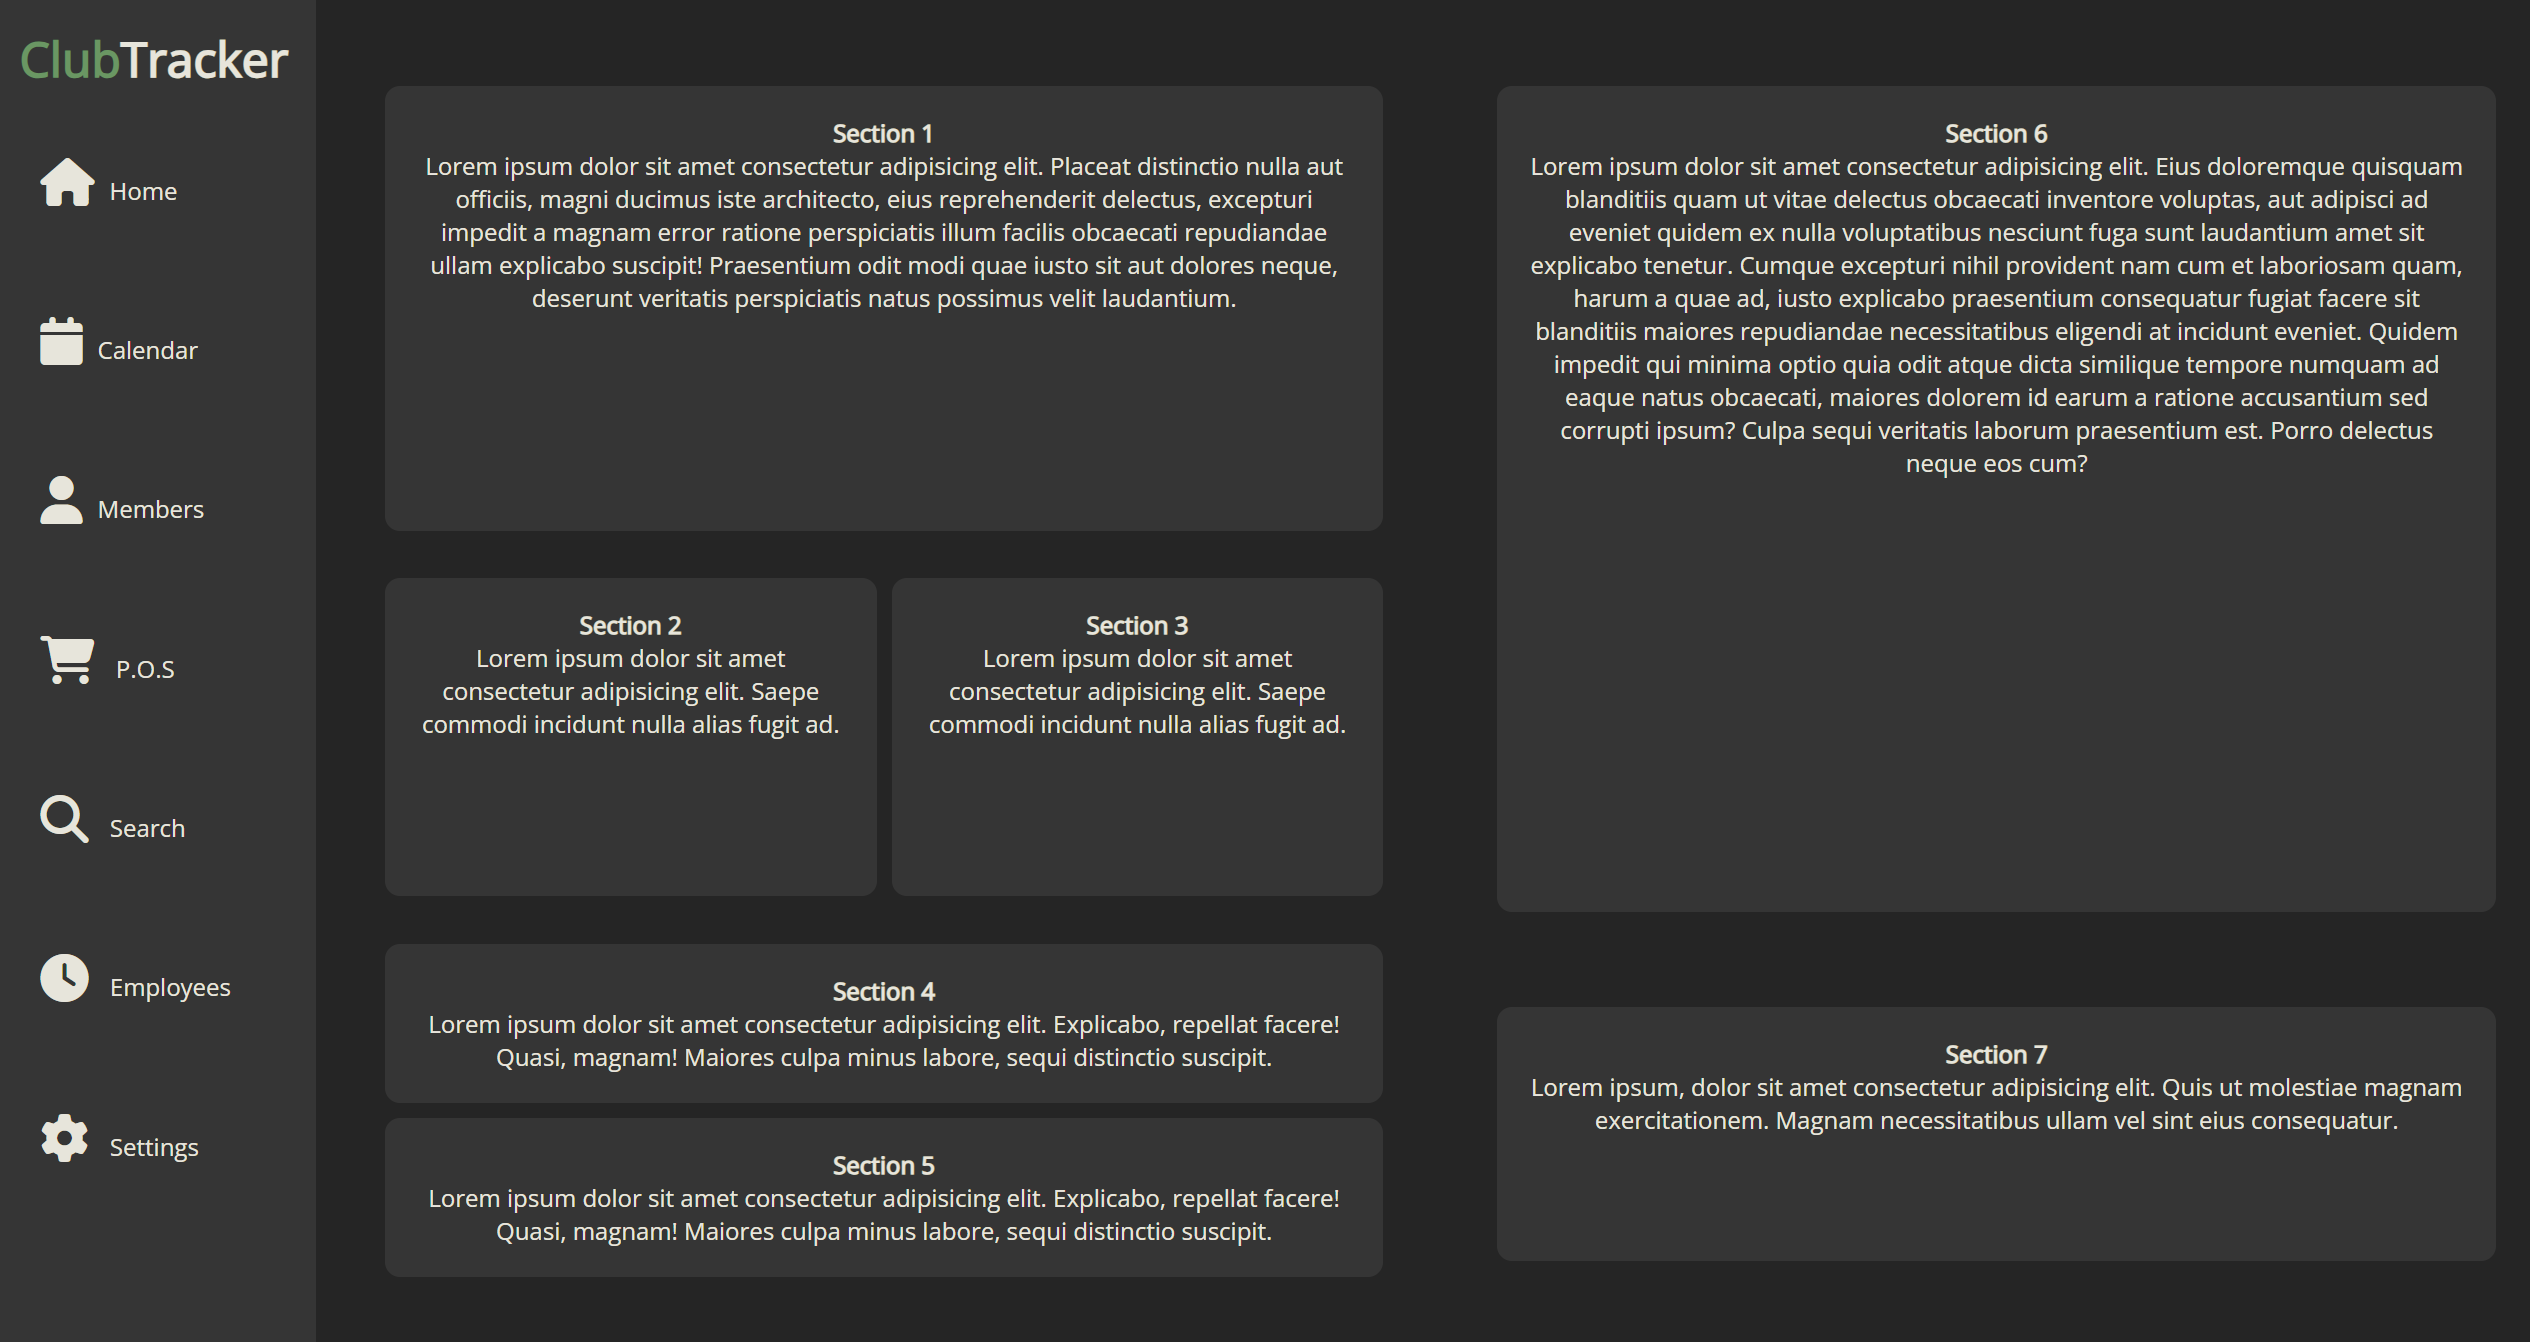 ClubTracker
Home
Calendar
Members
P.O.S
Search
Employees
Settings
Section 1
Lorem ipsum dolor sit amet consectetur adipisicing elit. Placeat distinctio nulla aut
officiis, magni ducimus iste architecto, eius reprehenderit delectus, excepturi
impedit a magnam error ratione perspiciatis illum facilis obcaecati repudiandae
ullam explicabo suscipit! Praesentium odit modi quae iusto sit aut dolores neque,
deserunt veritatis perspiciatis natus possimus velit laudantium.
Section 2
Lorem ipsum dolor sit amet
consectetur adipisicing elit. Saepe
commodi incidunt nulla alias fugit ad.
Section 3
Lorem ipsum dolor sit amet
consectetur adipisicing elit. Saepe
commodi incidunt nulla alias fugit ad.
Section 4
Lorem ipsum dolor sit amet consectetur adipisicing elit. Explicabo, repellat facere!
Quasi, magnam! Maiores culpa minus labore, sequi distinctio suscipit.
Section 5
Lorem ipsum dolor sit amet consectetur adipisicing elit. Explicabo, repellat facere!
Quasi, magnam! Maiores culpa minus labore, sequi distinctio suscipit.
Section 6
Lorem ipsum dolor sit amet consectetur adipisicing elit. Eius doloremque quisquam
blanditiis quam ut vitae delectus obcaecati inventore voluptas, aut adipisci ad
eveniet quidem ex nulla voluptatibus nesciunt fuga sunt laudantium amet sit
explicabo tenetur. Cumque excepturi nihil provident nam cum et laboriosam quam,
harum a quae ad, iusto explicabo praesentium consequatur fugiat facere sit
blanditiis maiores repudiandae necessitatibus eligendi at incidunt eveniet. Quidem
impedit qui minima optio quia odit atque dicta similique tempore numquam ad
eaque natus obcaecati, maiores dolorem id earum a ratione accusantium sed
corrupti ipsum? Culpa sequi veritatis laborum praesentium est. Porro delectus
neque eos cum?
Section 7
Lorem ipsum, dolor sit amet consectetur adipisicing elit. Quis ut molestiae magnam
exercitationem. Magnam necessitatibus ullam vel sint eius consequatur.